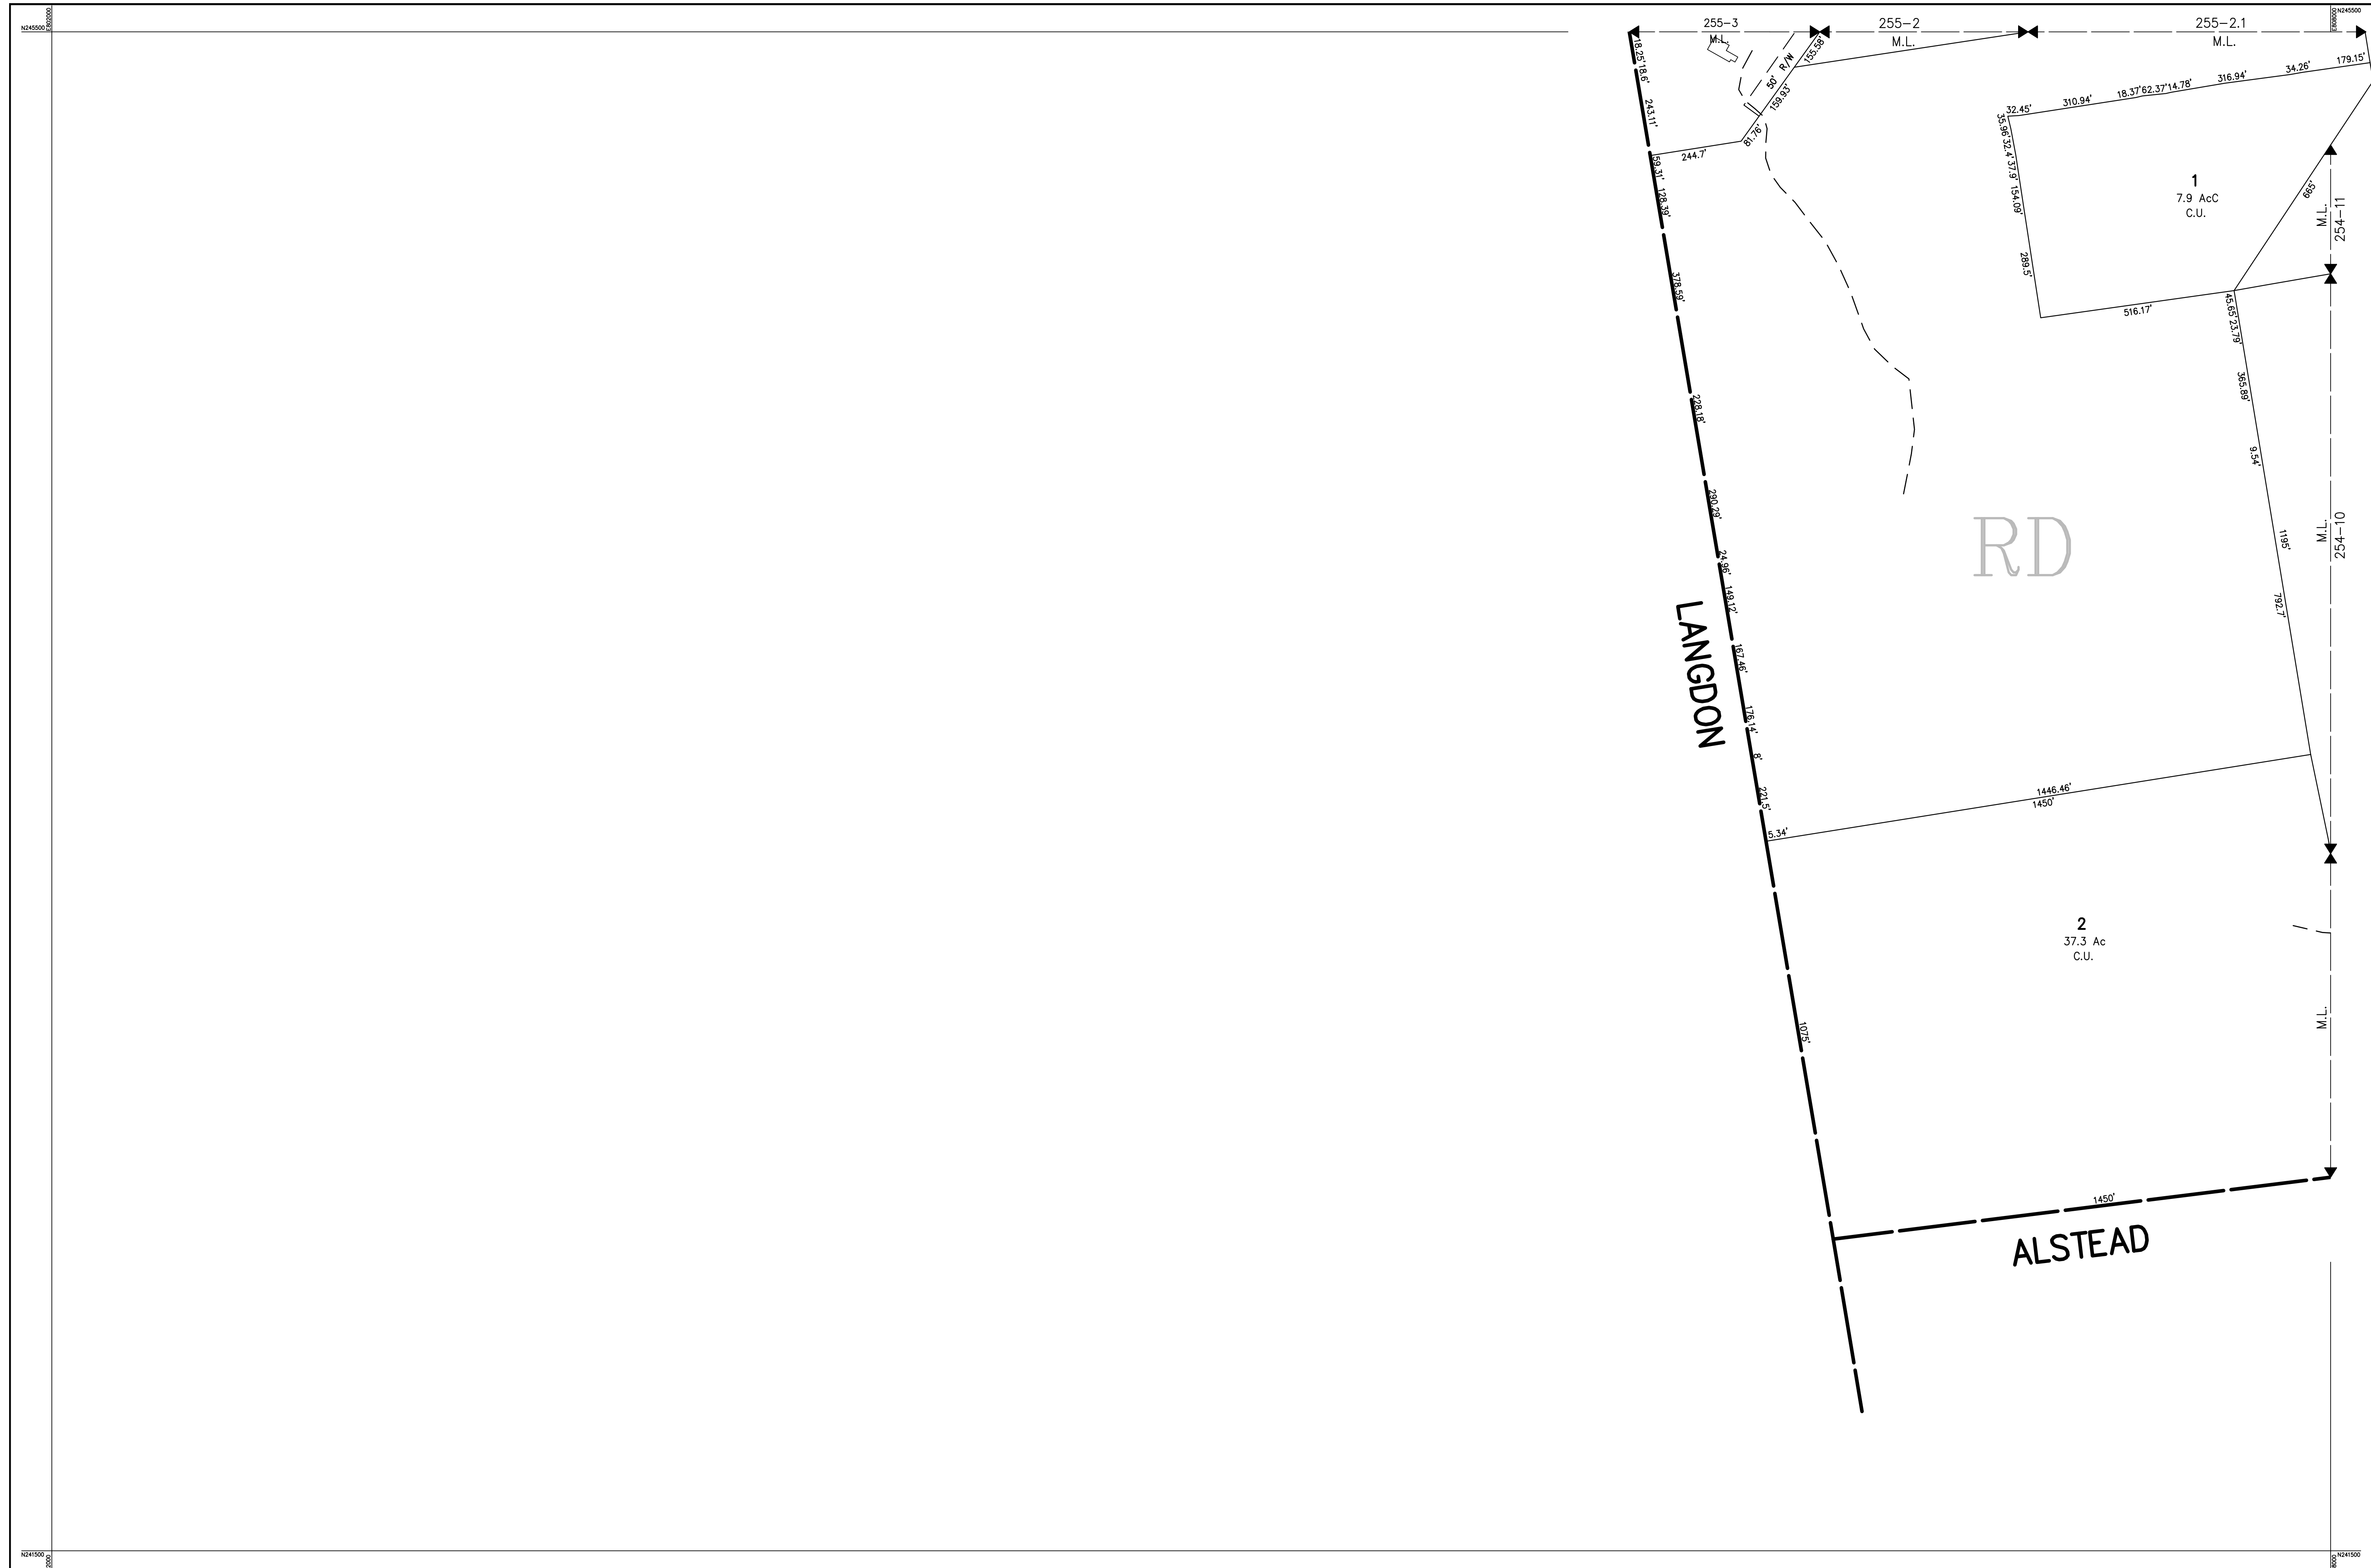 N245500
E802000
255-3
M.L.
255-2
M.L.
255-2.1
M.L.
E808000
N245500
18.25'
18.6'
243.11'
59.31'
128.39'
378.59'
228.18'
290.29'
24.96'
149.12'
167.46'
176.14'
8'
221.5'
1075'
244.7'
81.76'
159.93'
155.58'
50' R/W
32.45'
310.94'
18.37'
62.37'
14.78'
316.94'
34.26'
179.15'
35.96'
32.4'
37.9'
154.09'
289.5'
516.17'
665'
1
7.9 AcC
C.U.
M.L.
254-11
45.65'
23.79'
365.89'
9.54'
1195'
792.7'
M.L.
254-10
RD
LANGDON
1446.46'
1450'
5.34'
2
37.3 Ac
C.U.
M.L.
1450'
ALSTEAD
N241500
N241500